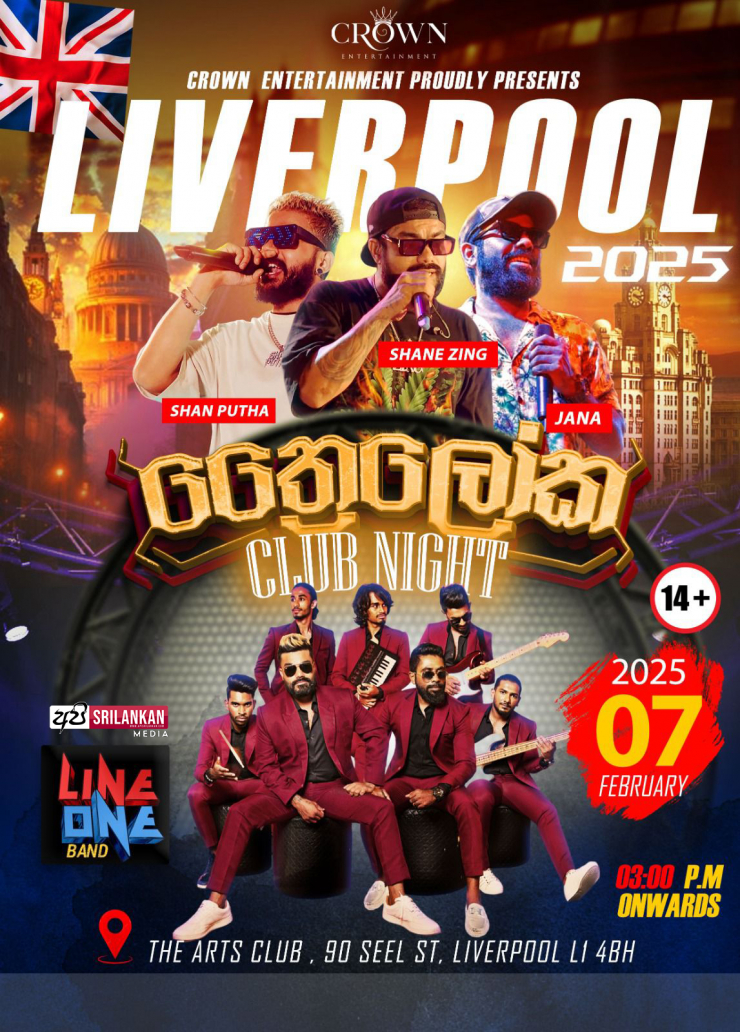 CROWN
ENTERTAINMENT
CROWN ENTERTAINMENT PROUDLY PRESENTS
LIVERPOOL
2025
SHANE ZING
SHAN PUTHA
JANA
ත්‍රෛලෝක
CLUB NIGHT
14+
2025
07
FEBRUARY
අපි SRILANKAN
MEDIA
LINE
ONE
BAND
03:00 P.M
ONWARDS
THE ARTS CLUB , 90 SEEL ST, LIVERPOOL L1 4BH